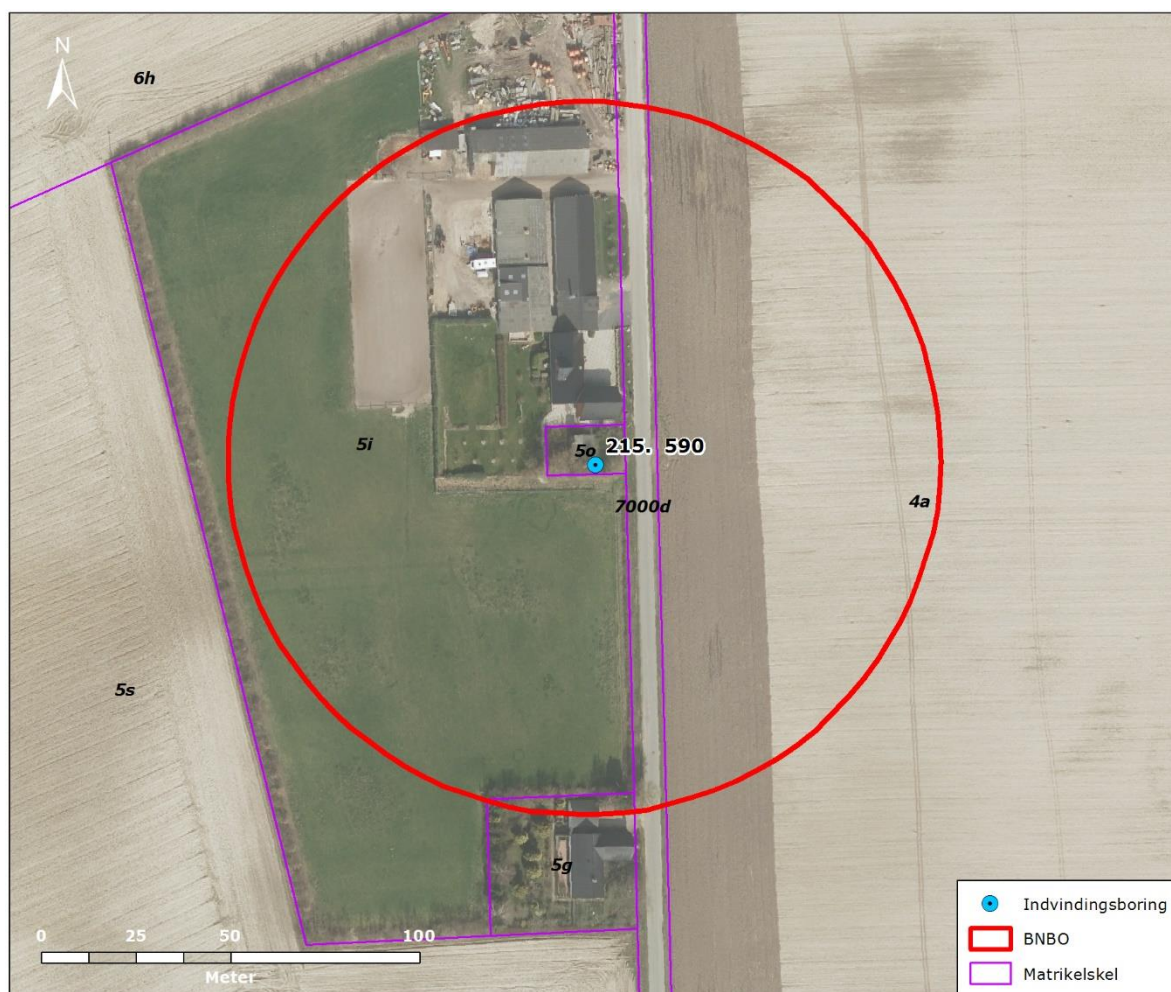 N
6h
5i
5o
215. 590
7000d
4a
5s
5g
0 25 50 100
Meter
Indvindingsboring
BNBO
Matrikelskel